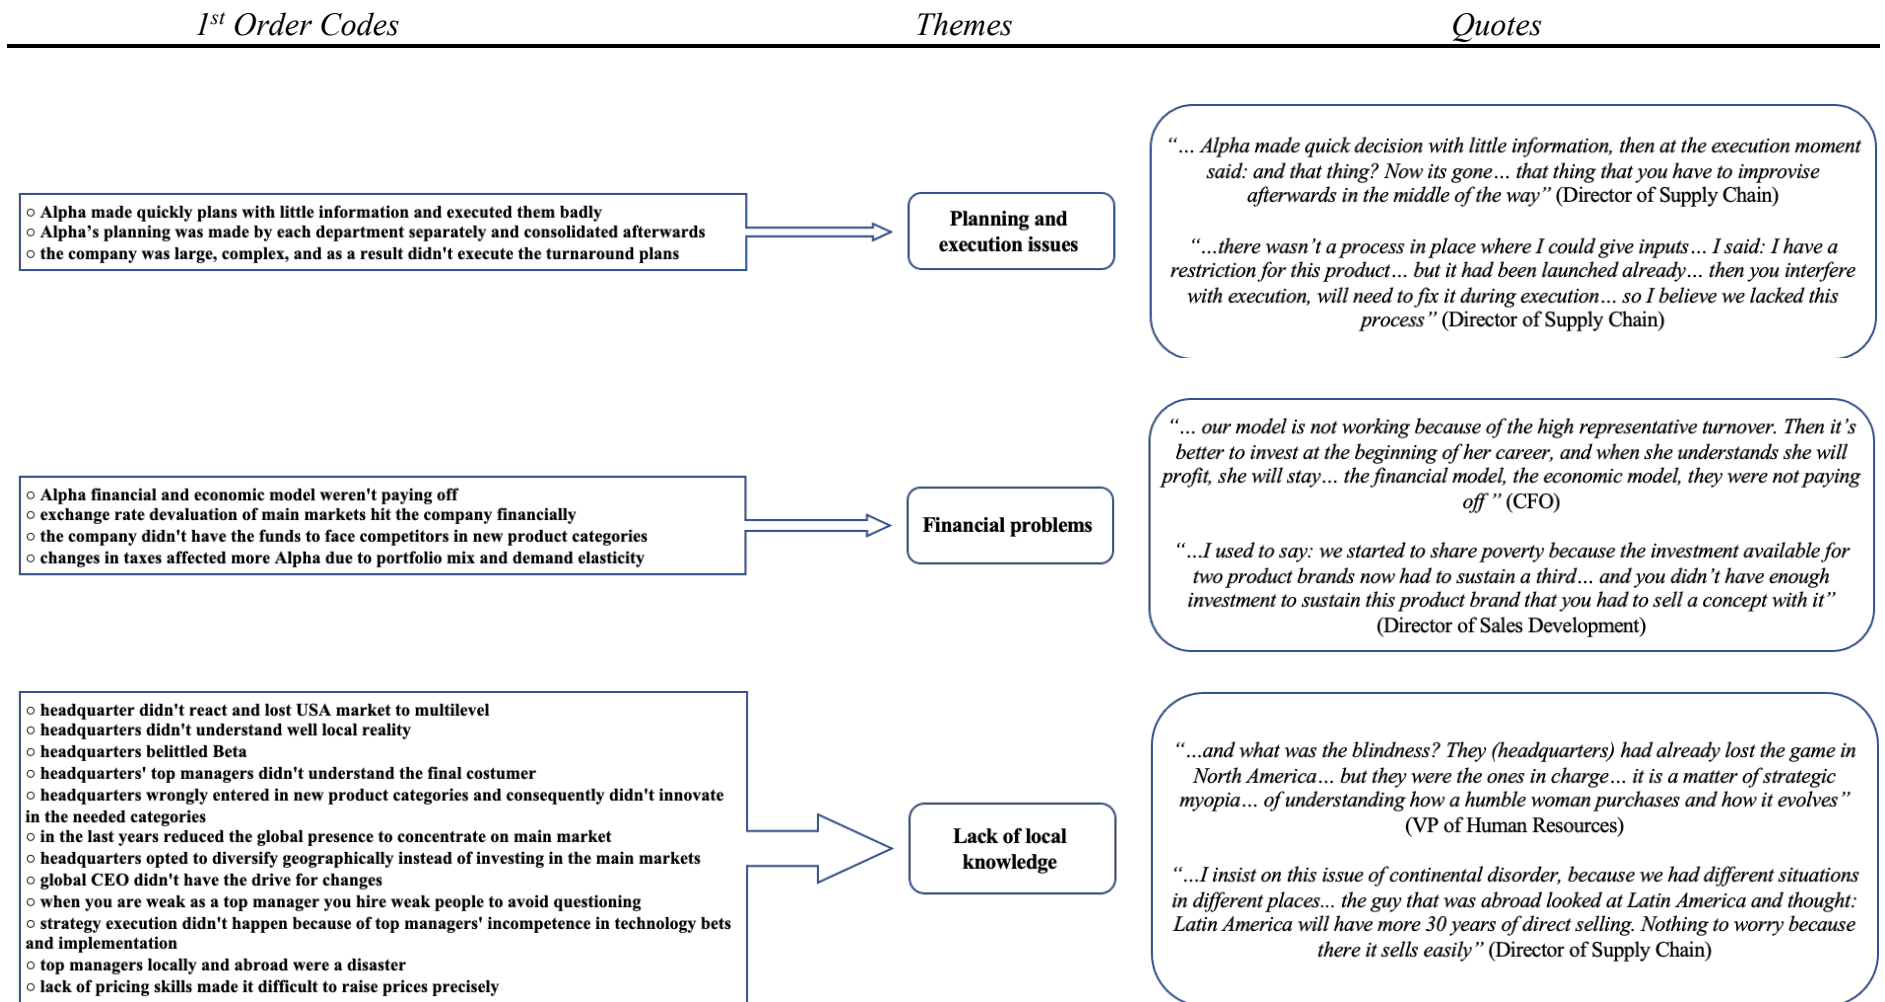 1st Order Codes
Themes
Quotes
○ Alpha made quickly plans with little information and executed them badly
○ Alpha’s planning was made by each department separately and consolidated afterwards
○ the company was large, complex, and as a result didn't execute the turnaround plans
Planning and
execution issues
“… Alpha made quick decision with little information, then at the execution moment
said: and that thing? Now its gone… that thing that you have to improvise
afterwards in the middle of the way” (Director of Supply Chain)
“…there wasn’t a process in place where I could give inputs… I said: I have a
restriction for this product… but it had been launched already… then you interfere
with execution, will need to fix it during execution… so I believe we lacked this
process” (Director of Supply Chain)
○ Alpha financial and economic model weren't paying off
○ exchange rate devaluation of main markets hit the company financially
○ the company didn't have the funds to face competitors in new product categories
○ changes in taxes affected more Alpha due to portfolio mix and demand elasticity
Financial problems
“… our model is not working because of the high representative turnover. Then it’s
better to invest at the beginning of her career, and when she understands she will
profit, she will stay… the financial model, the economic model, they were not paying
off ” (CFO)
“…I used to say: we started to share poverty because the investment available for
two product brands now had to sustain a third… and you didn’t have enough
investment to sustain this product brand that you had to sell a concept with it”
(Director of Sales Development)
○ headquarter didn't react and lost USA market to multilevel
○ headquarters didn't understand well local reality
○ headquarters belittled Beta
○ headquarters' top managers didn't understand the final costumer
○ headquarters wrongly entered in new product categories and consequently didn't innovate
in the needed categories
○ in the last years reduced the global presence to concentrate on main market
○ headquarters opted to diversify geographically instead of investing in the main markets
○ global CEO didn't have the drive for changes
○ when you are weak as a top manager you hire weak people to avoid questioning
○ strategy execution didn't happen because of top managers' incompetence in technology bets
and implementation
○ top managers locally and abroad were a disaster
○ lack of pricing skills made it difficult to raise prices precisely
Lack of local
knowledge
“…and what was the blindness? They (headquarters) had already lost the game in
North America… but they were the ones in charge… it is a matter of strategic
myopia… of understanding how a humble woman purchases and how it evolves”
(VP of Human Resources)
“…I insist on this issue of continental disorder, because we had different situations
in different places... the guy that was abroad looked at Latin America and thought:
Latin America will have more 30 years of direct selling. Nothing to worry because
there it sells easily” (Director of Supply Chain)